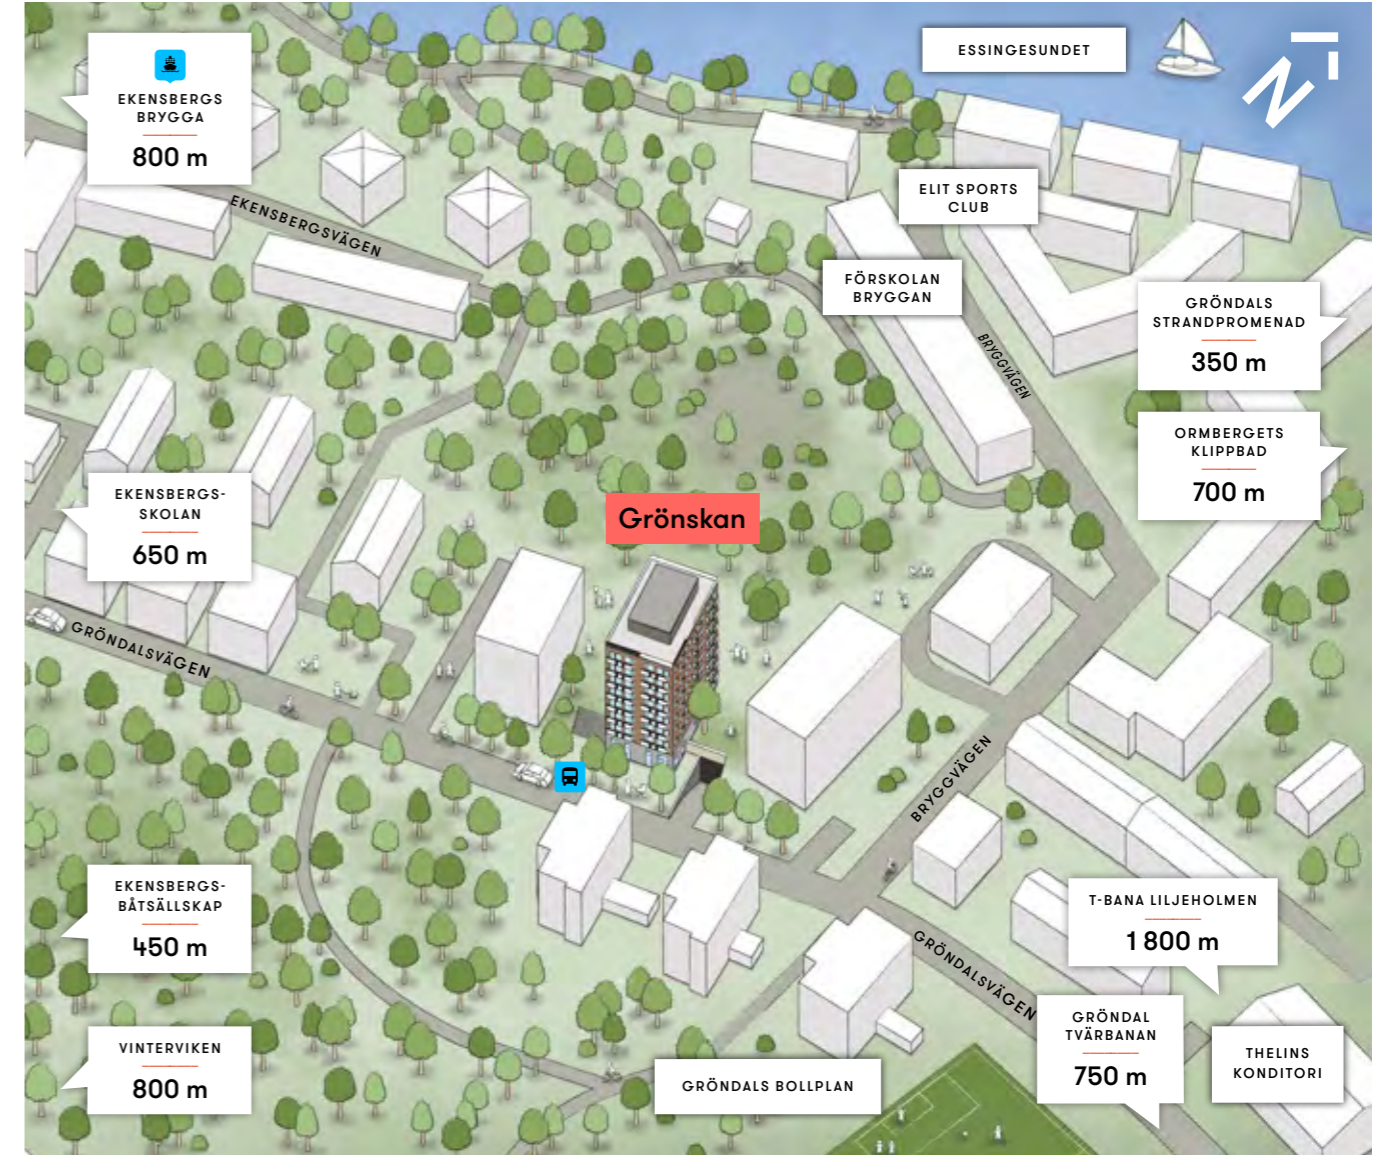 ESSINGESUNDET
N
EKENSBERGS
BRYGGA
800 m
ELIT SPORTS
CLUB
EKENSBERGSVÄGEN
FÖRSKOLAN
BRYGGAN
GRÖNDALS
STRANDPROMENAD
350 m
BRYGGVÄGEN
ORMBERGETS
KLIPPBAD
700 m
EKENSBERGS-
SKOLAN
650 m
Grönskan
GRÖNDALSVÄGEN
BRYGGVÄGEN
EKENSBERGS-
BÅTSÄLLSKAP
450 m
T-BANA LILJEHOLMEN
1 800 m
GRÖNDALSVÄGEN
GRÖNDAL
TVÄRBANAN
750 m
VINTERVIKEN
800 m
THELINS
KONDITORI
GRÖNDALS BOLLPLAN